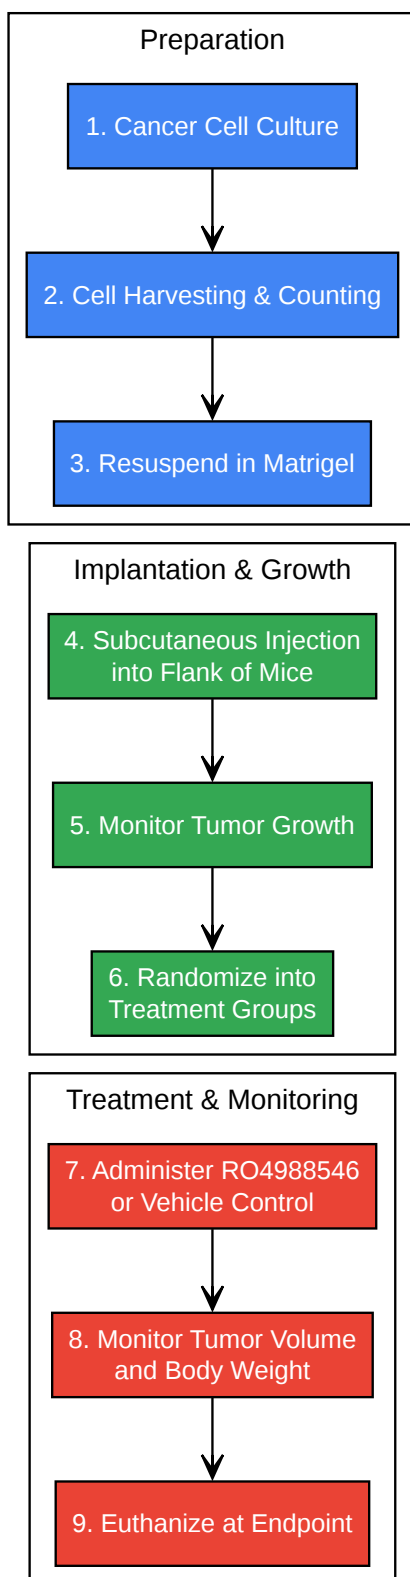 Preparation
1. Cancer Cell Culture
2. Cell Harvesting & Counting
3. Resuspend in Matrigel
Implantation & Growth
4. Subcutaneous Injection
into Flank of Mice
5. Monitor Tumor Growth
6. Randomize into
Treatment Groups
Treatment & Monitoring
7. Administer RO4988546
or Vehicle Control
8. Monitor Tumor Volume
and Body Weight
9. Euthanize at Endpoint